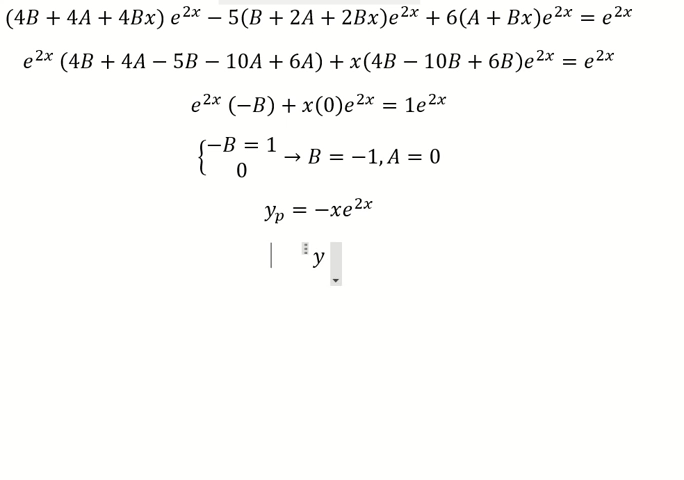 (4B + 4A + 4Bx) e^{2x} − 5(B + 2A + 2Bx)e^{2x} + 6(A + Bx)e^{2x} = e^{2x}
e^{2x} (4B + 4A − 5B − 10A + 6A) + x(4B − 10B + 6B)e^{2x} = e^{2x}
e^{2x} (−B) + x(0)e^{2x} = 1e^{2x}
{−B = 1
0 → B = −1, A = 0
y_p = −xe^{2x}
y